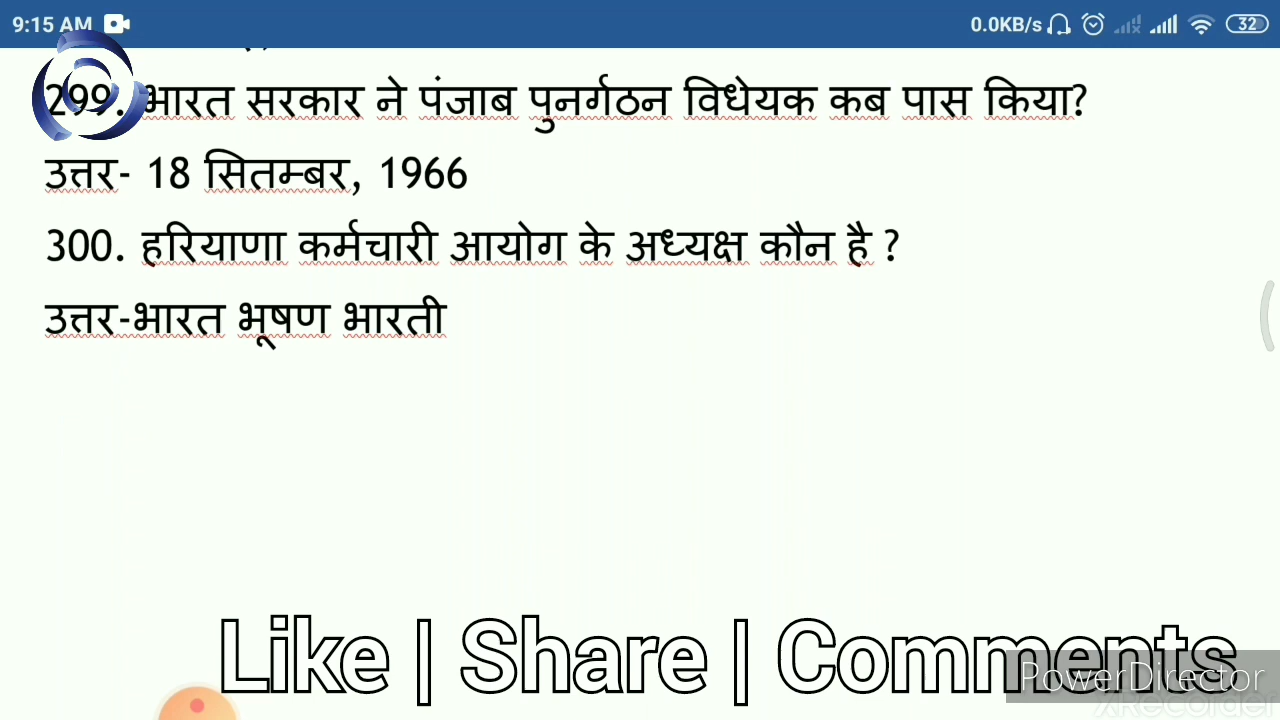 9:15 AM 0.0KB/s 32
299. भारत सरकार ने पंजाब पुनर्गठन विधेयक कब पास किया?
उत्तर- 18 सितम्बर, 1966
300. हरियाणा कर्मचारी आयोग के अध्यक्ष कौन है ?
उत्तर-भारत भूषण भारती
Like | Share | Comments
PowerDirector
XRecorder